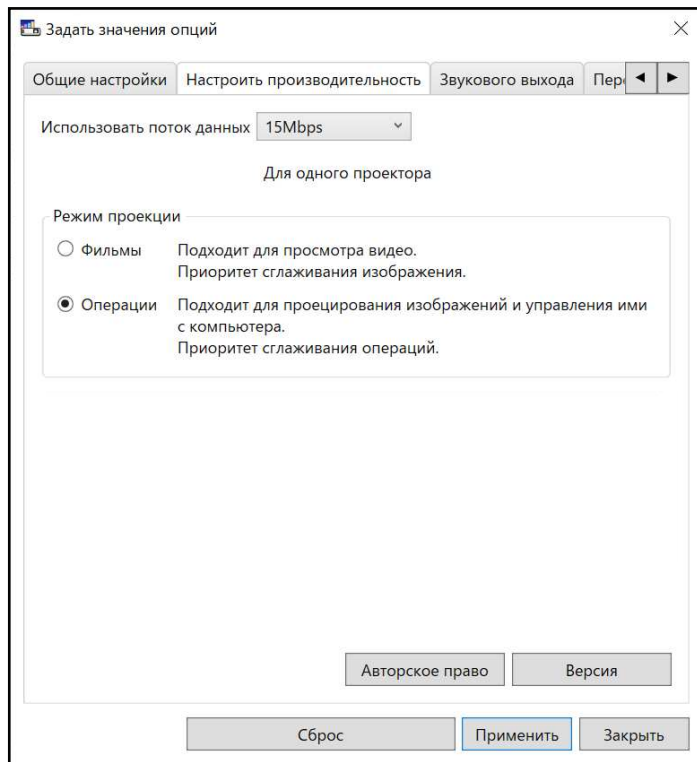 Задать значения опций
Общие настройки
Настроить производительность
Звукового выхода
Использовать поток данных 15Mbps
Для одного проектора
Режим проекции
Фильмы Подходит для просмотра видео.
Приоритет сглаживания изображения.
Операции Подходит для проецирования изображений и управления ими
с компьютера.
Приоритет сглаживания операций.
Авторское право
Версия
Сброс
Применить
Закрыть